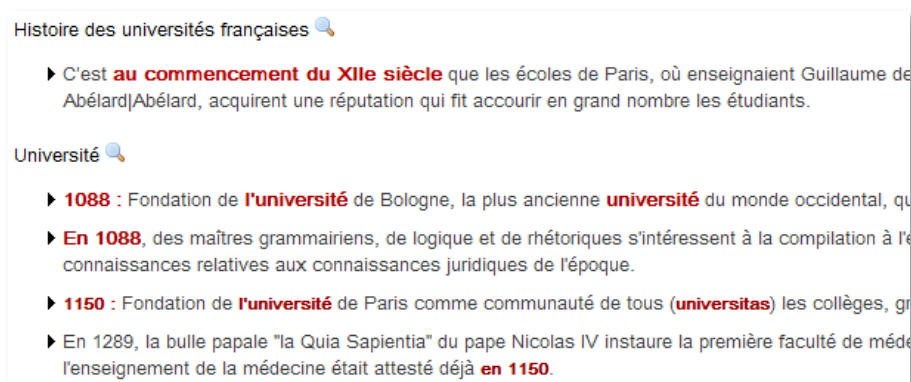 Histoire des universités françaises
C'est au commencement du XIIe siècle que les écoles de Paris, où enseignaient Guillaume de
Abélard|Abélard, acquirent une réputation qui fit accourir en grand nombre les étudiants.
Université
1088 : Fondation de l'université de Bologne, la plus ancienne université du monde occidental, qu
En 1088, des maîtres grammairiens, de logique et de rhétoriques s'intéressent à la compilation à l'
connaissances relatives aux connaissances juridiques de l'époque.
1150 : Fondation de l'université de Paris comme communauté de tous (universitas) les collèges, gr
En 1289, la bulle papale "la Quia Sapientia" du pape Nicolas IV instaure la première faculté de méde
l'enseignement de la médecine était attesté déjà en 1150.